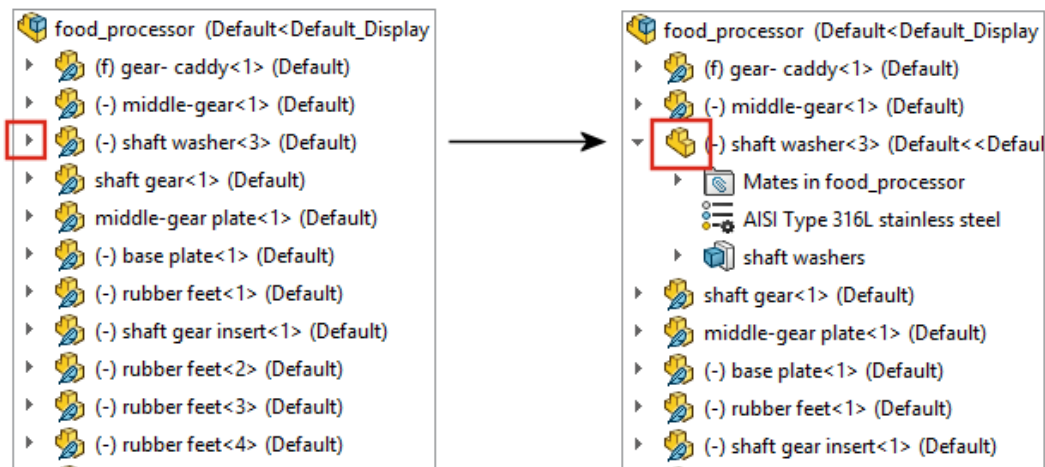 food_processor (Default<Default_Display
(f) gear- caddy<1> (Default)
(-) middle-gear<1> (Default)
(-) shaft washer<3> (Default)
shaft gear<1> (Default)
middle-gear plate<1> (Default)
(-) base plate<1> (Default)
(-) rubber feet<1> (Default)
(-) shaft gear insert<1> (Default)
(-) rubber feet<2> (Default)
(-) rubber feet<3> (Default)
(-) rubber feet<4> (Default)
food_processor (Default<Default_Display
(f) gear- caddy<1> (Default)
(-) middle-gear<1> (Default)
(-) shaft washer<3> (Default<<Defaul
Mates in food_processor
AISI Type 316L stainless steel
shaft washers
shaft gear<1> (Default)
middle-gear plate<1> (Default)
(-) base plate<1> (Default)
(-) rubber feet<1> (Default)
(-) shaft gear insert<1> (Default)